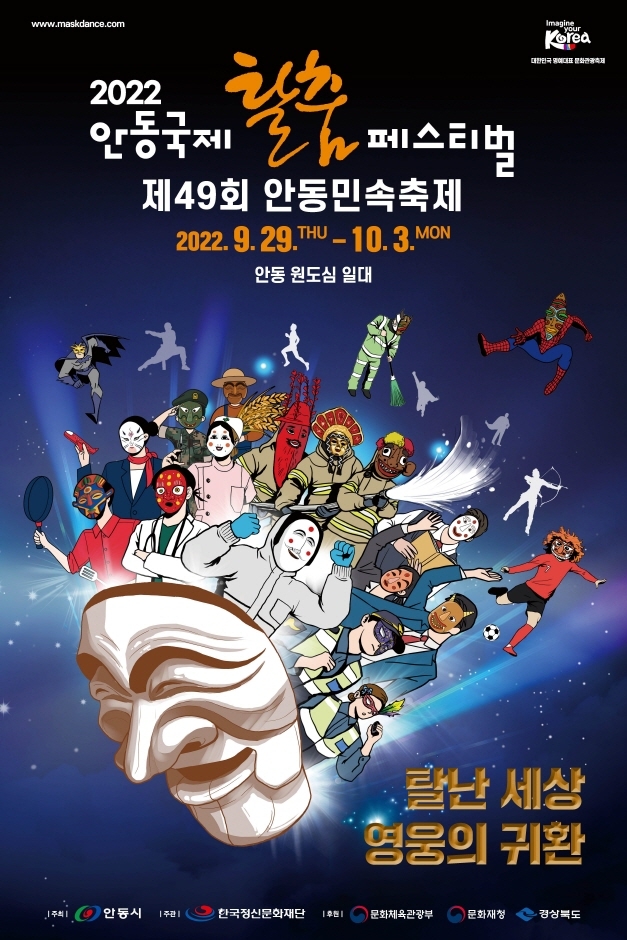 www.maskdance.com
Imagine
your
Korea
대한민국 명예대표 문화관광축제
2022
안동국제 탈춤 페스티벌
제49회 안동민속축제
2022. 9. 29.THU – 10. 3.MON
안동 원도심 일대
탈난 세상
영웅의 귀환
|주최| 안동시 |주관| 한국정신문화재단 |후원| 문화체육관광부 문화재청 경상북도